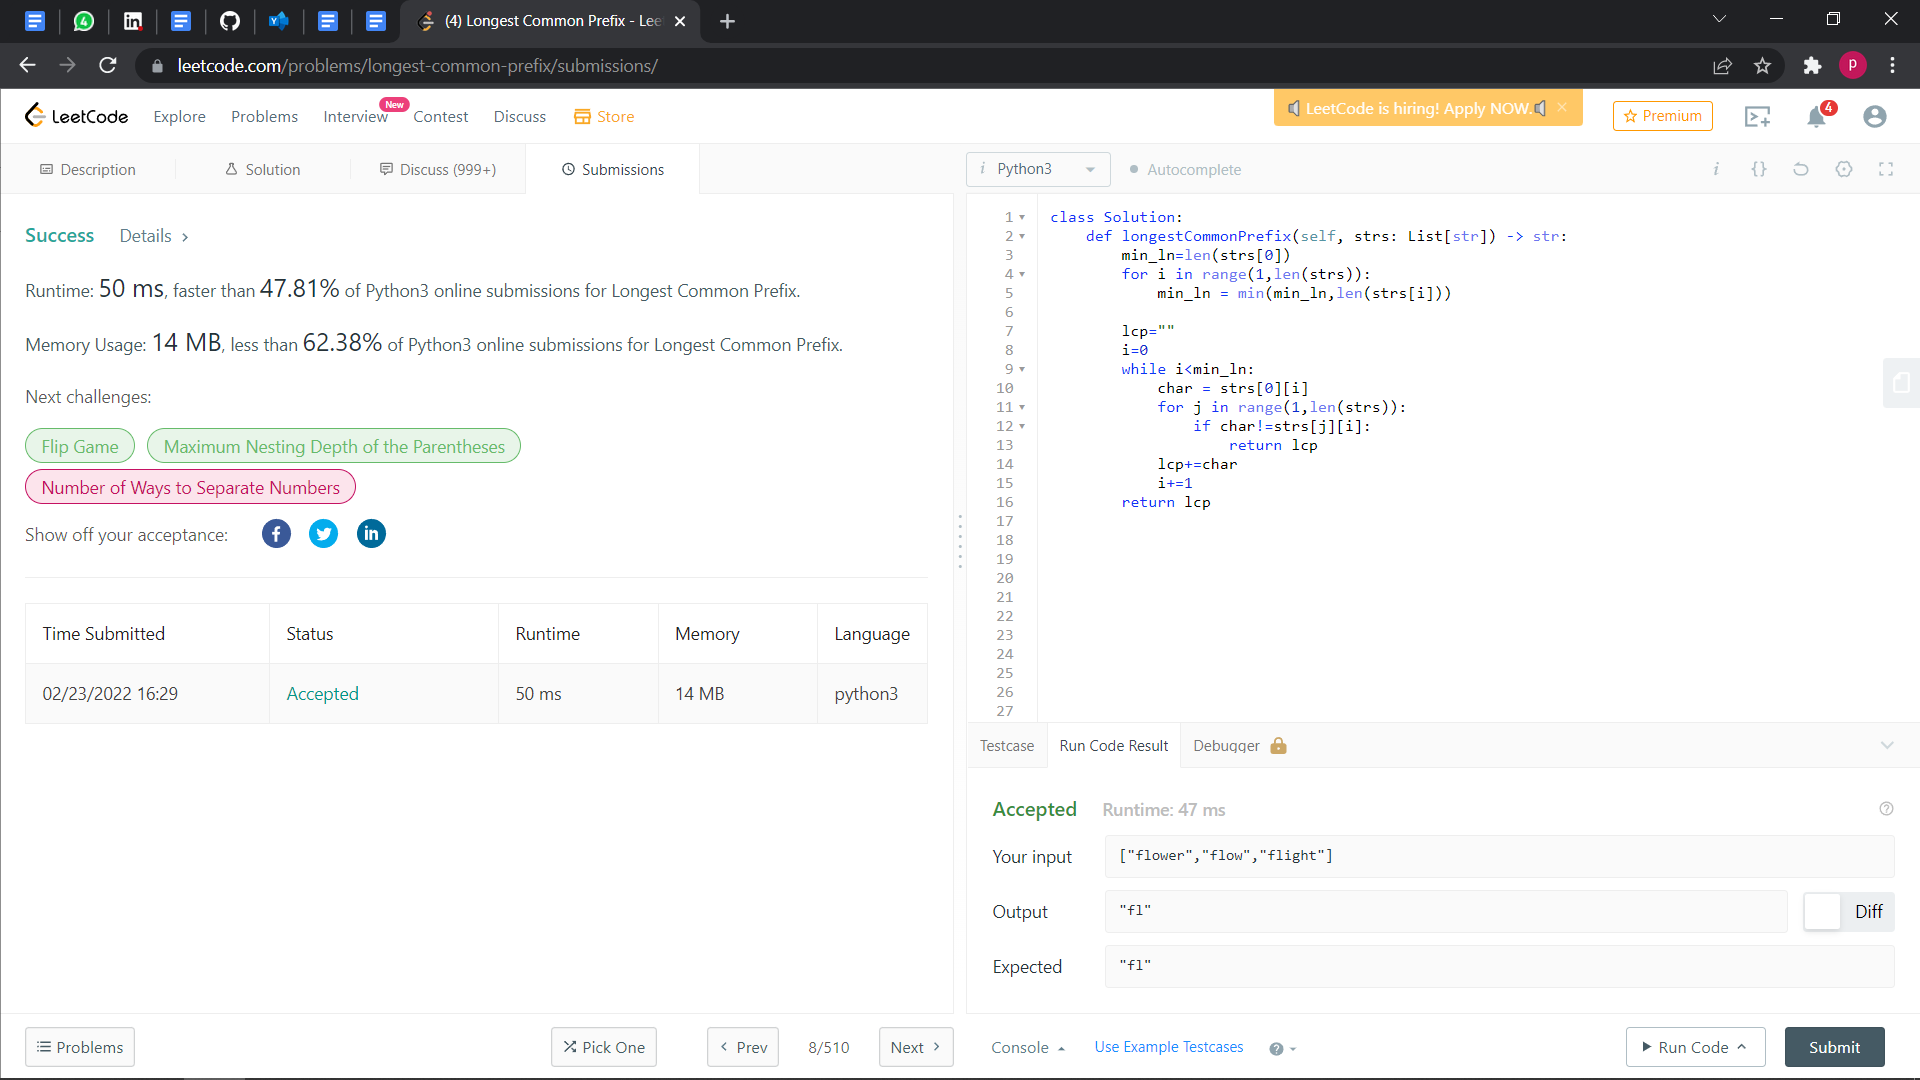 (4) Longest Common Prefix - Lee
leetcode.com/problems/longest-common-prefix/submissions/
P
LeetCode
Explore
Problems
Interview
New
Contest
Discuss
Store
LeetCode is hiring! Apply NOW.
Premium
4
Description
Solution
Discuss (999+)
Submissions
Success
Details
Runtime: 50 ms, faster than 47.81% of Python3 online submissions for Longest Common Prefix.
Memory Usage: 14 MB, less than 62.38% of Python3 online submissions for Longest Common Prefix.
Next challenges:
Flip Game
Maximum Nesting Depth of the Parentheses
Number of Ways to Separate Numbers
Show off your acceptance:
Time Submitted
Status
Runtime
Memory
Language
02/23/2022 16:29
Accepted
50 ms
14 MB
python3
Problems
Pick One
Prev
8/510
Next
i Python3
Autocomplete
i {}
1 class Solution:
2     def longestCommonPrefix(self, strs: List[str]) -> str:
3         min_ln=len(strs[0])
4         for i in range(1,len(strs)):
5             min_ln = min(min_ln,len(strs[i]))
6
7         lcp=""
8         i=0
9         while i<min_ln:
10             char = strs[0][i]
11             for j in range(1,len(strs)):
12                 if char!=strs[j][i]:
13                     return lcp
14             lcp+=char
15             i+=1
16         return lcp
17
18
19
20
21
22
23
24
25
26
27
Testcase
Run Code Result
Debugger
Accepted
Runtime: 47 ms
Your input
["flower","flow","flight"]
Output
"fl"
Diff
Expected
"fl"
Console
Use Example Testcases
Run Code
Submit